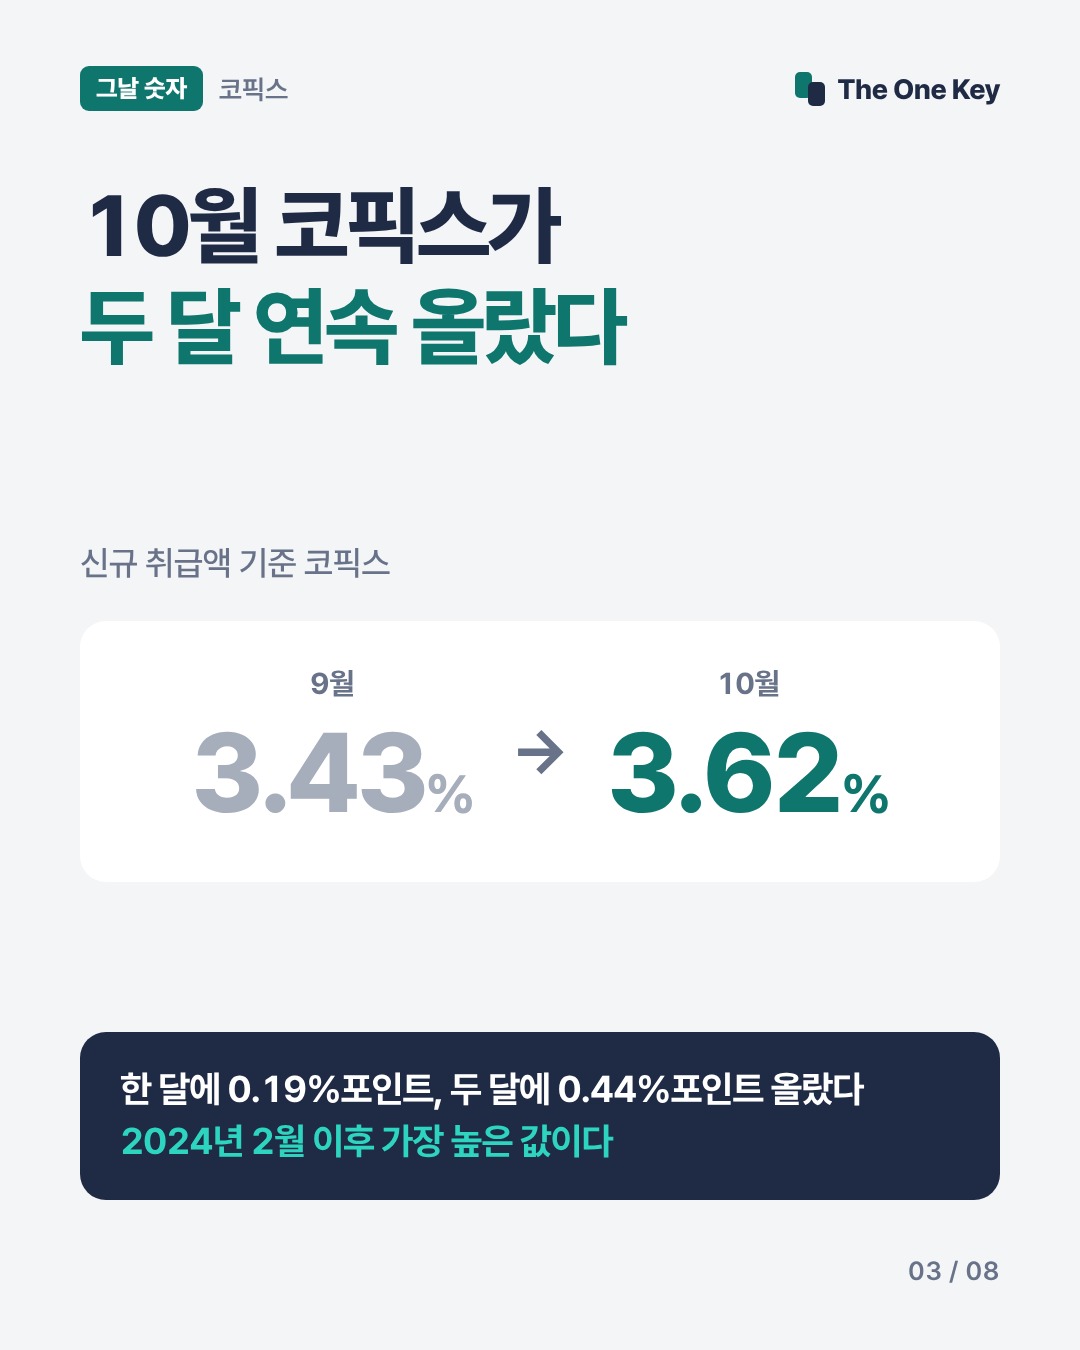 그날 숫자 코픽스
The One Key
10월 코픽스가
두 달 연속 올랐다
신규 취급액 기준 코픽스
9월
3.43%
→
10월
3.62%
한 달에 0.19%포인트, 두 달에 0.44%포인트 올랐다
2024년 2월 이후 가장 높은 값이다
03 / 08